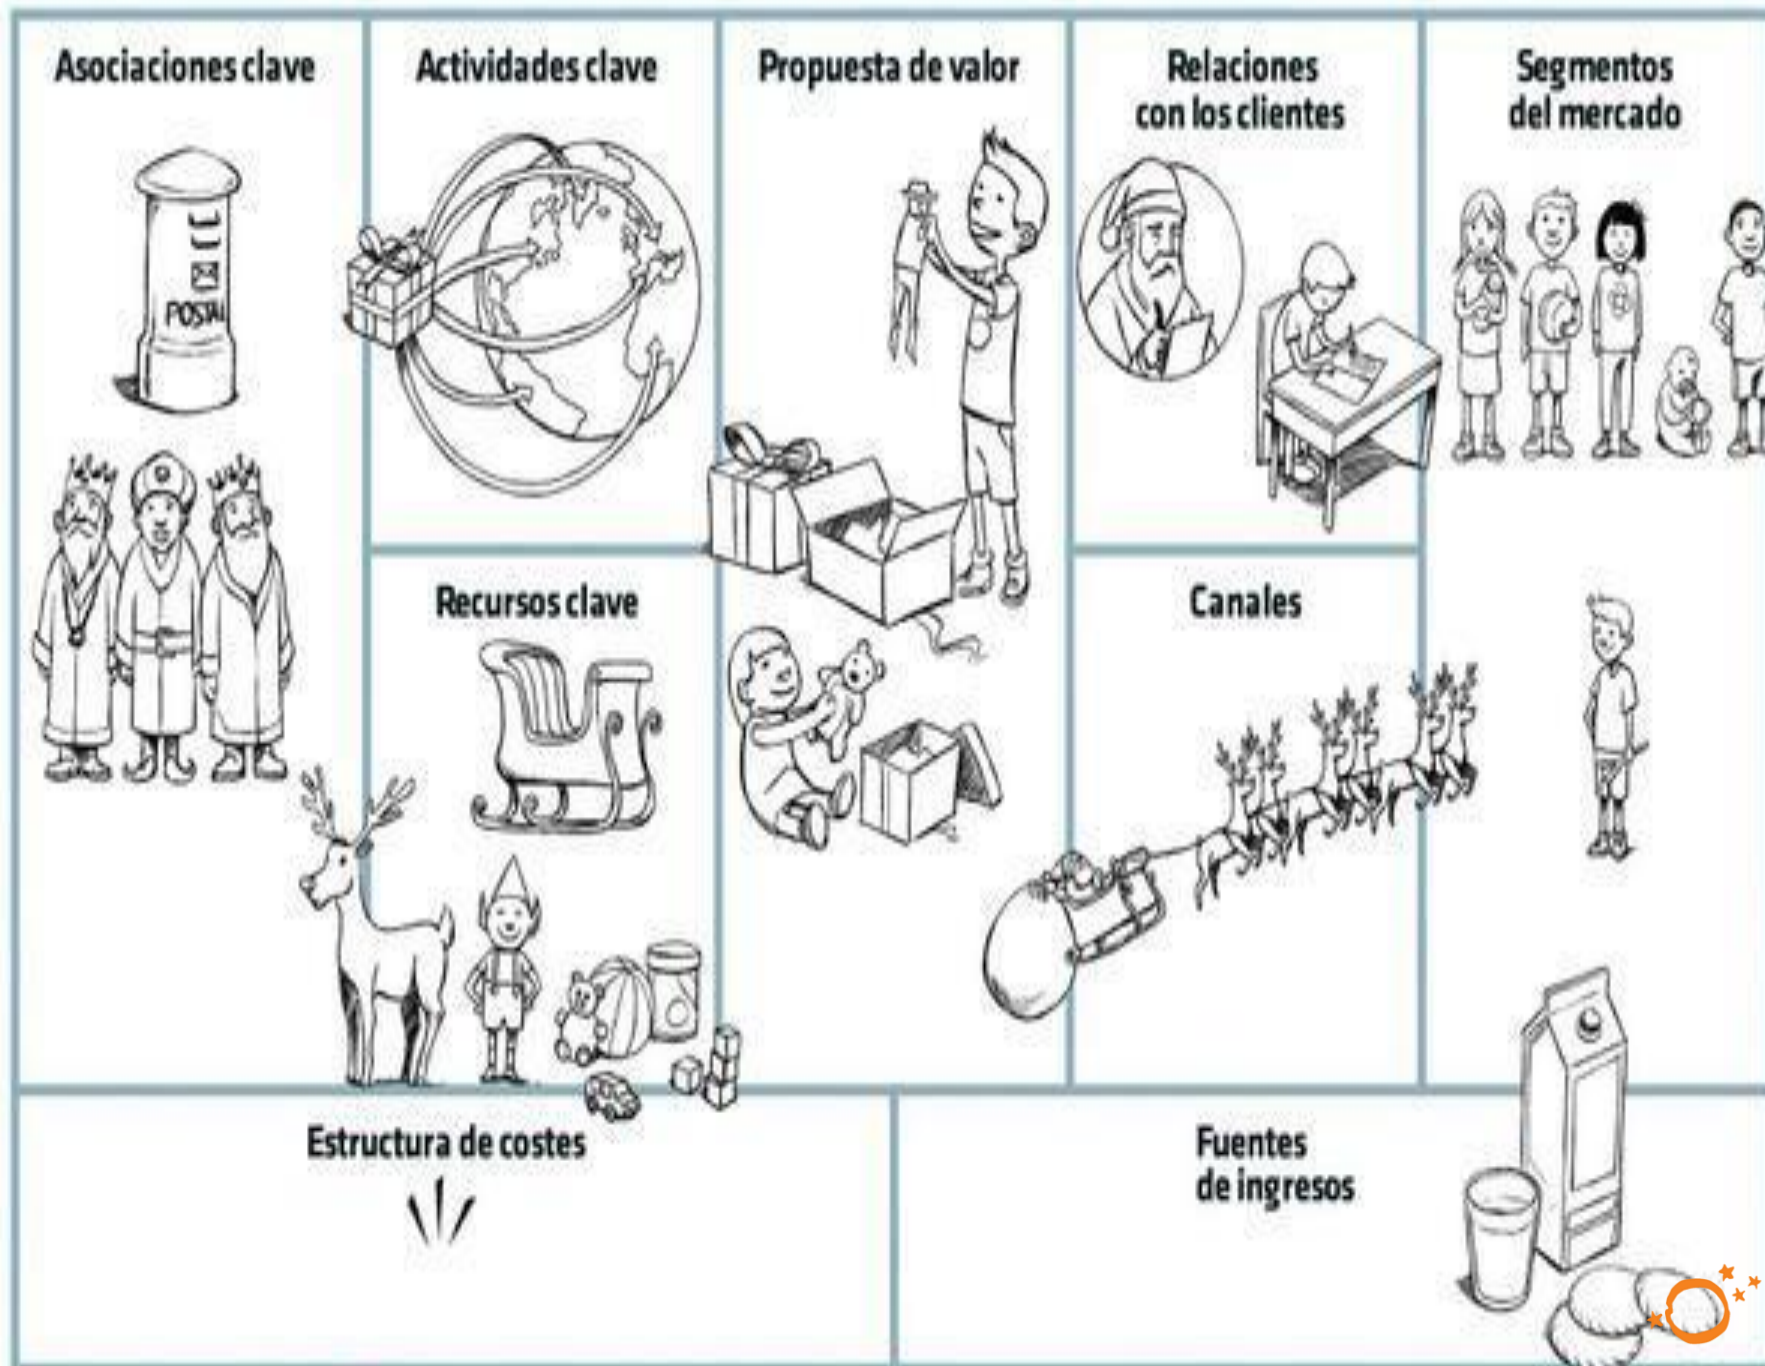 Asociaciones clave
Actividades clave
Propuesta de valor
Relaciones
con los clientes
Segmentos
del mercado
POSTAL
Recursos clave
Canales
Estructura de costes
Fuentes
de ingresos